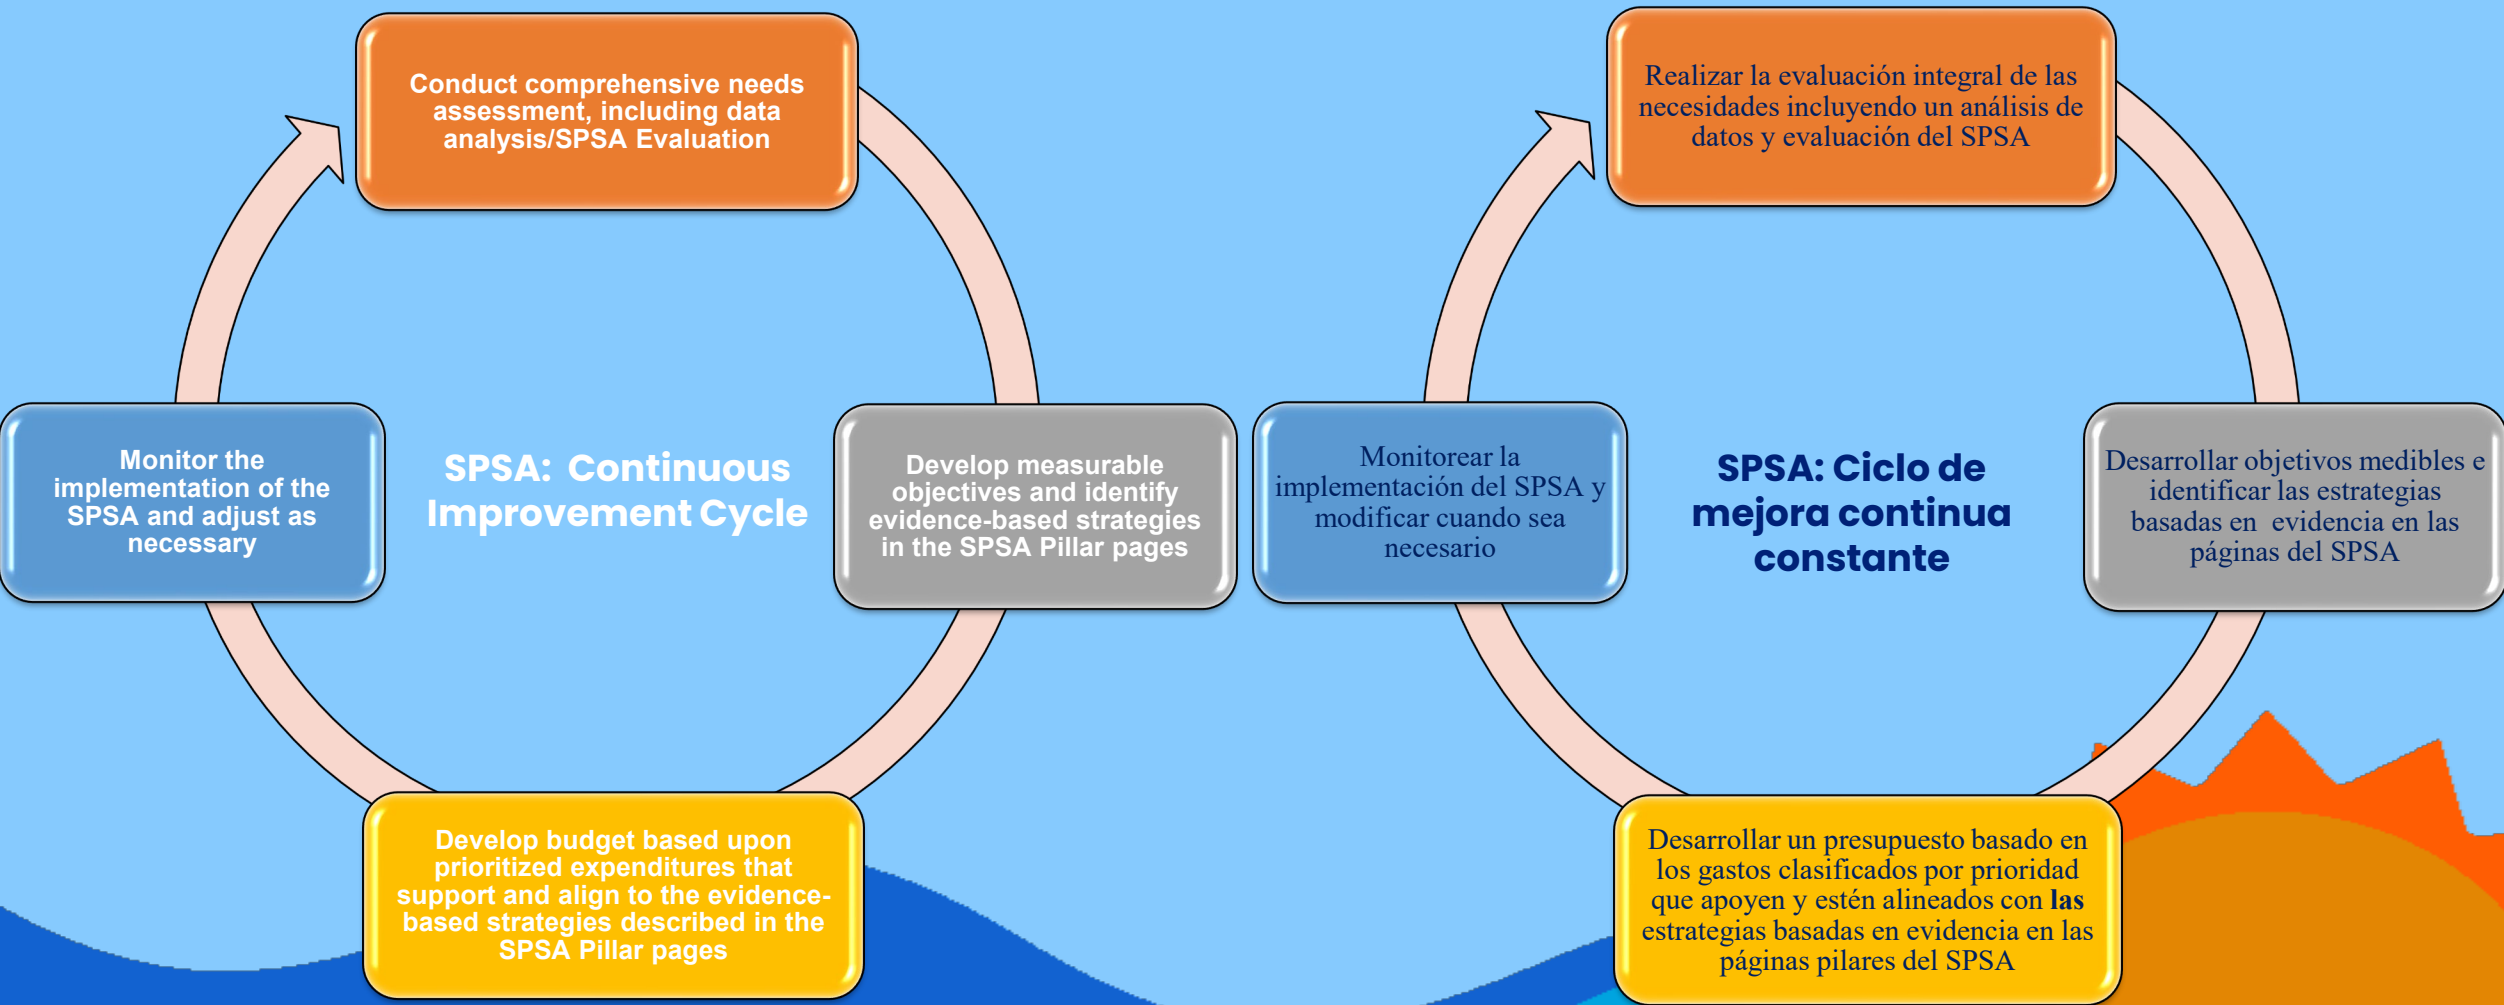 Conduct comprehensive needs
assessment, including data
analysis/SPSA Evaluation
Develop measurable
objectives and identify
evidence-based strategies
in the SPSA Pillar pages
Develop budget based upon
prioritized expenditures that
support and align to the evidence-
based strategies described in the
SPSA Pillar pages
Monitor the
implementation of the
SPSA and adjust as
necessary
SPSA: Continuous
Improvement Cycle
Realizar la evaluación integral de las
necesidades incluyendo un análisis de
datos y evaluación del SPSA
Desarrollar objetivos medibles e
identificar las estrategias
basadas en evidencia en las
páginas del SPSA
Desarrollar un presupuesto basado en
los gastos clasificados por prioridad
que apoyen y estén alineados con las
estrategias basadas en evidencia en las
páginas pilares del SPSA
Monitorear la
implementación del SPSA y
modificar cuando sea
necesario
SPSA: Ciclo de
mejora continua
constante